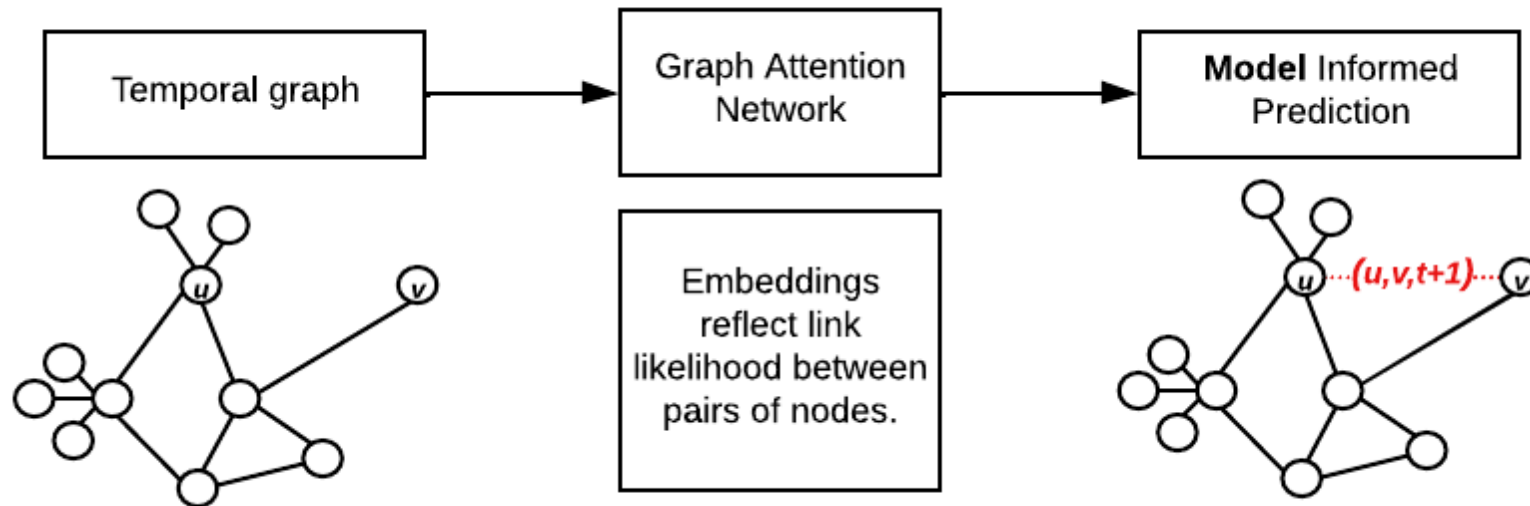 Temporal graph
Graph Attention
Network
Model Informed
Prediction
u
v
Embeddings
reflect link
likelihood between
pairs of nodes.
u
(u,v,t+1)
v